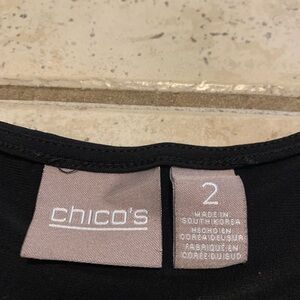 chico's
2
MADE IN
SOUTH KOREA
HECHO EN
COREA DEL SUR
FABRIQUÉ EN
CORÉE DU SUD